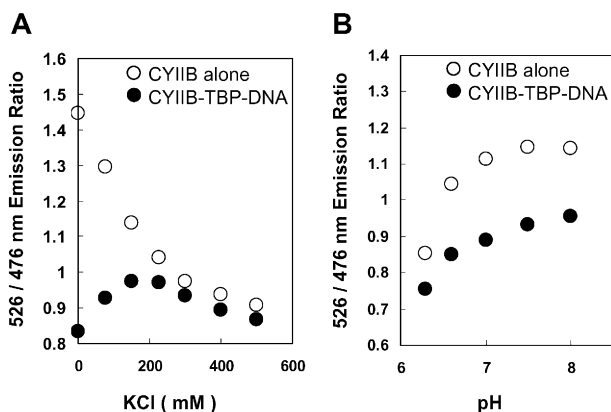 A
526 / 476 nm Emission Ratio
1.6
1.5
1.4
1.3
1.2
1.1
1
0.9
0.8
CYIIB alone
CYIIB-TBP-DNA
0
200
400
600
KCl ( mM )
B
526 / 476 nm Emission Ratio
1.4
1.3
1.2
1.1
1
0.9
0.8
0.7
0.6
CYIIB alone
CYIIB-TBP-DNA
6
7
8
pH